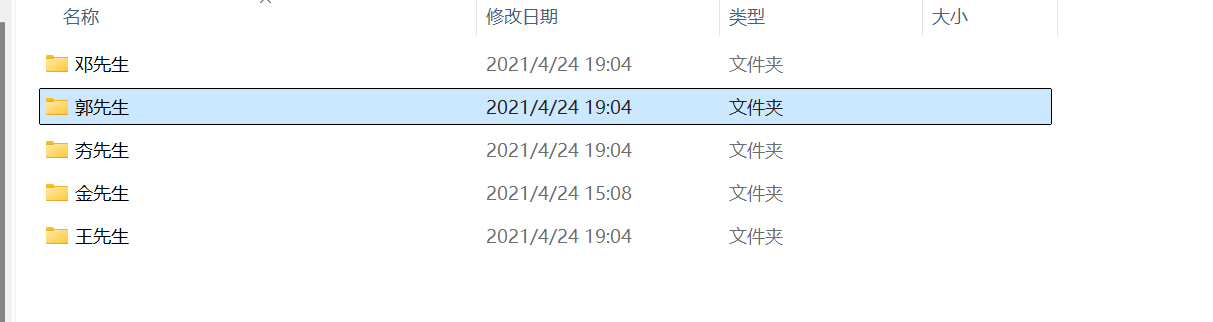 名称 修改日期 类型 大小
邓先生 2021/4/24 19:04 文件夹
郭先生 2021/4/24 19:04 文件夹
夯先生 2021/4/24 19:04 文件夹
金先生 2021/4/24 15:08 文件夹
王先生 2021/4/24 19:04 文件夹